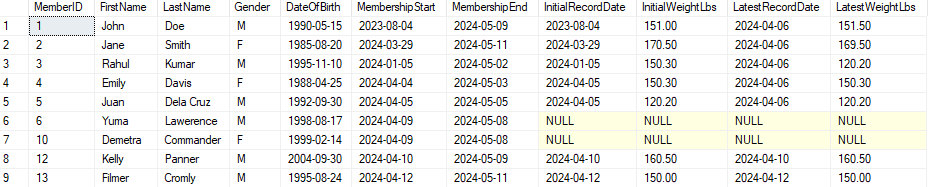 MemberID FirstName LastName Gender DateOfBirth MembershipStart MembershipEnd InitialRecordDate InitialWeightLbs LatestRecordDate LatestWeightLbs
1 1 John Doe M 1990-05-15 2023-08-04 2024-05-09 2023-08-04 151.00 2024-04-06 151.50
2 2 Jane Smith F 1985-08-20 2024-03-29 2024-05-11 2024-03-29 170.50 2024-04-06 169.50
3 3 Rahul Kumar M 1995-11-10 2024-01-05 2024-05-02 2024-01-05 150.30 2024-04-06 120.20
4 4 Emily Davis F 1988-04-25 2024-04-04 2024-05-03 2024-04-05 150.30 2024-04-06 150.30
5 5 Juan Dela Cruz M 1992-09-30 2024-04-05 2024-05-05 2024-04-05 120.20 2024-04-06 120.20
6 6 Yuma Lawerence M 1998-08-17 2024-04-09 2024-05-08 NULL NULL NULL NULL
7 10 Demetra Commander F 1999-02-14 2024-04-09 2024-05-08 NULL NULL NULL NULL
8 12 Kelly Panner M 2004-09-30 2024-04-10 2024-05-09 2024-04-10 160.50 2024-04-10 160.50
9 13 Filmer Cromly M 1995-08-24 2024-04-12 2024-05-11 2024-04-12 150.00 2024-04-12 150.00